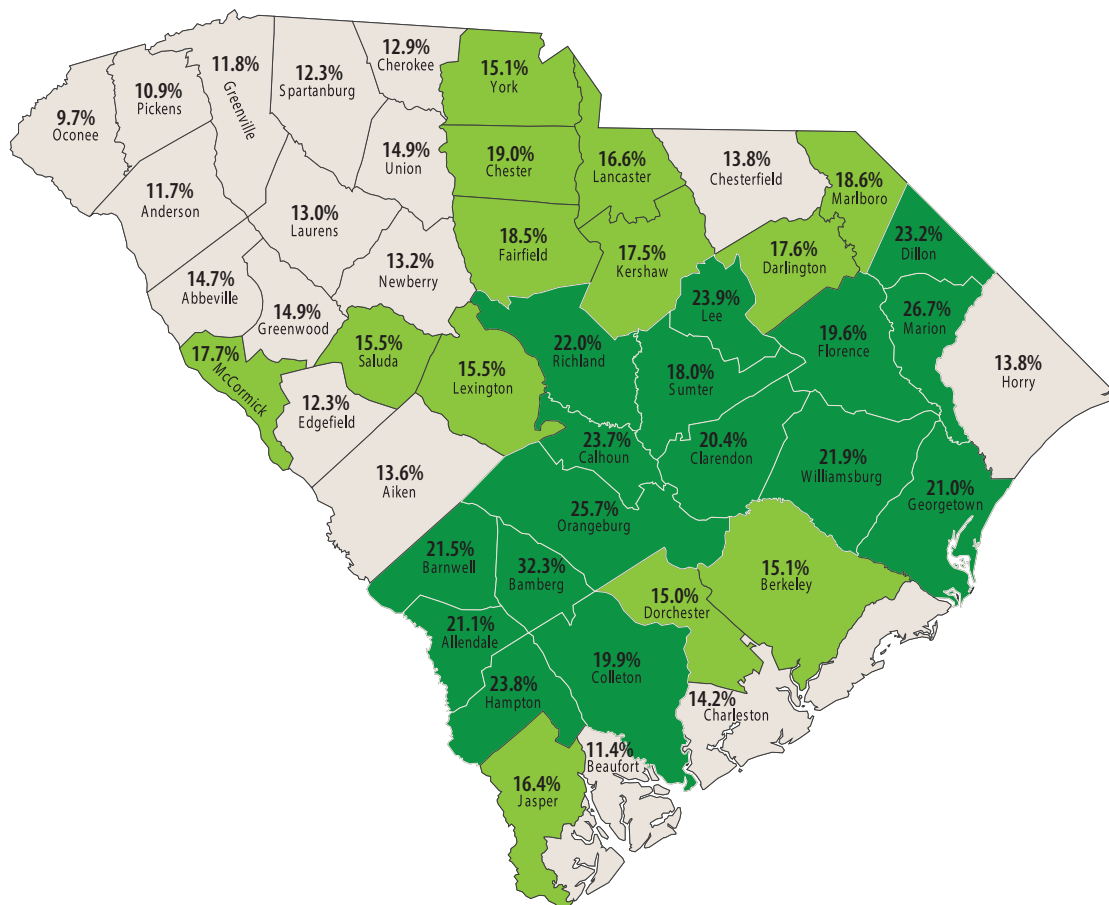 12.9%
Cherokee
11.8%
Greenville
12.3%
Spartanburg
15.1%
York
10.9%
Pickens
9.7%
Oconee
14.9%
Union
19.0%
Chester
16.6%
Lancaster
13.8%
Chesterfield
18.6%
Marlboro
11.7%
Anderson
13.0%
Laurens
18.5%
Fairfield
17.5%
Kershaw
17.6%
Darlington
23.2%
Dillon
14.7%
Abbeville
13.2%
Newberry
14.9%
Greenwood
23.9%
Lee
19.6%
Florence
26.7%
Marion
17.7%
McCormick
15.5%
Saluda
15.5%
Lexington
22.0%
Richland
18.0%
Sumter
13.8%
Horry
12.3%
Edgefield
13.6%
Aiken
23.7%
Calhoun
20.4%
Clarendon
21.9%
Williamsburg
21.0%
Georgetown
25.7%
Orangeburg
21.5%
Barnwell
32.3%
Bamberg
15.0%
Dorchester
15.1%
Berkeley
21.1%
Allendale
19.9%
Colleton
23.8%
Hampton
14.2%
Charleston
11.4%
Beaufort
16.4%
Jasper